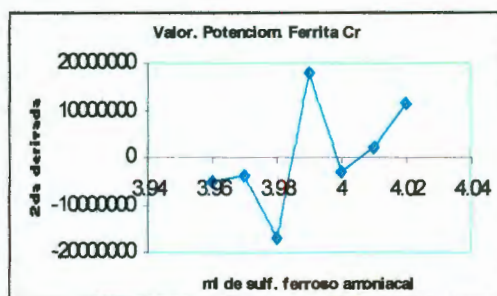 Valor. Potenciom. Ferrita Cr
2da derivada
20000000
10000000
0
-10000000
-20000000
3.94 3.96 3.98 4 4.02 4.04
ml de sulf. ferroso amoniacal